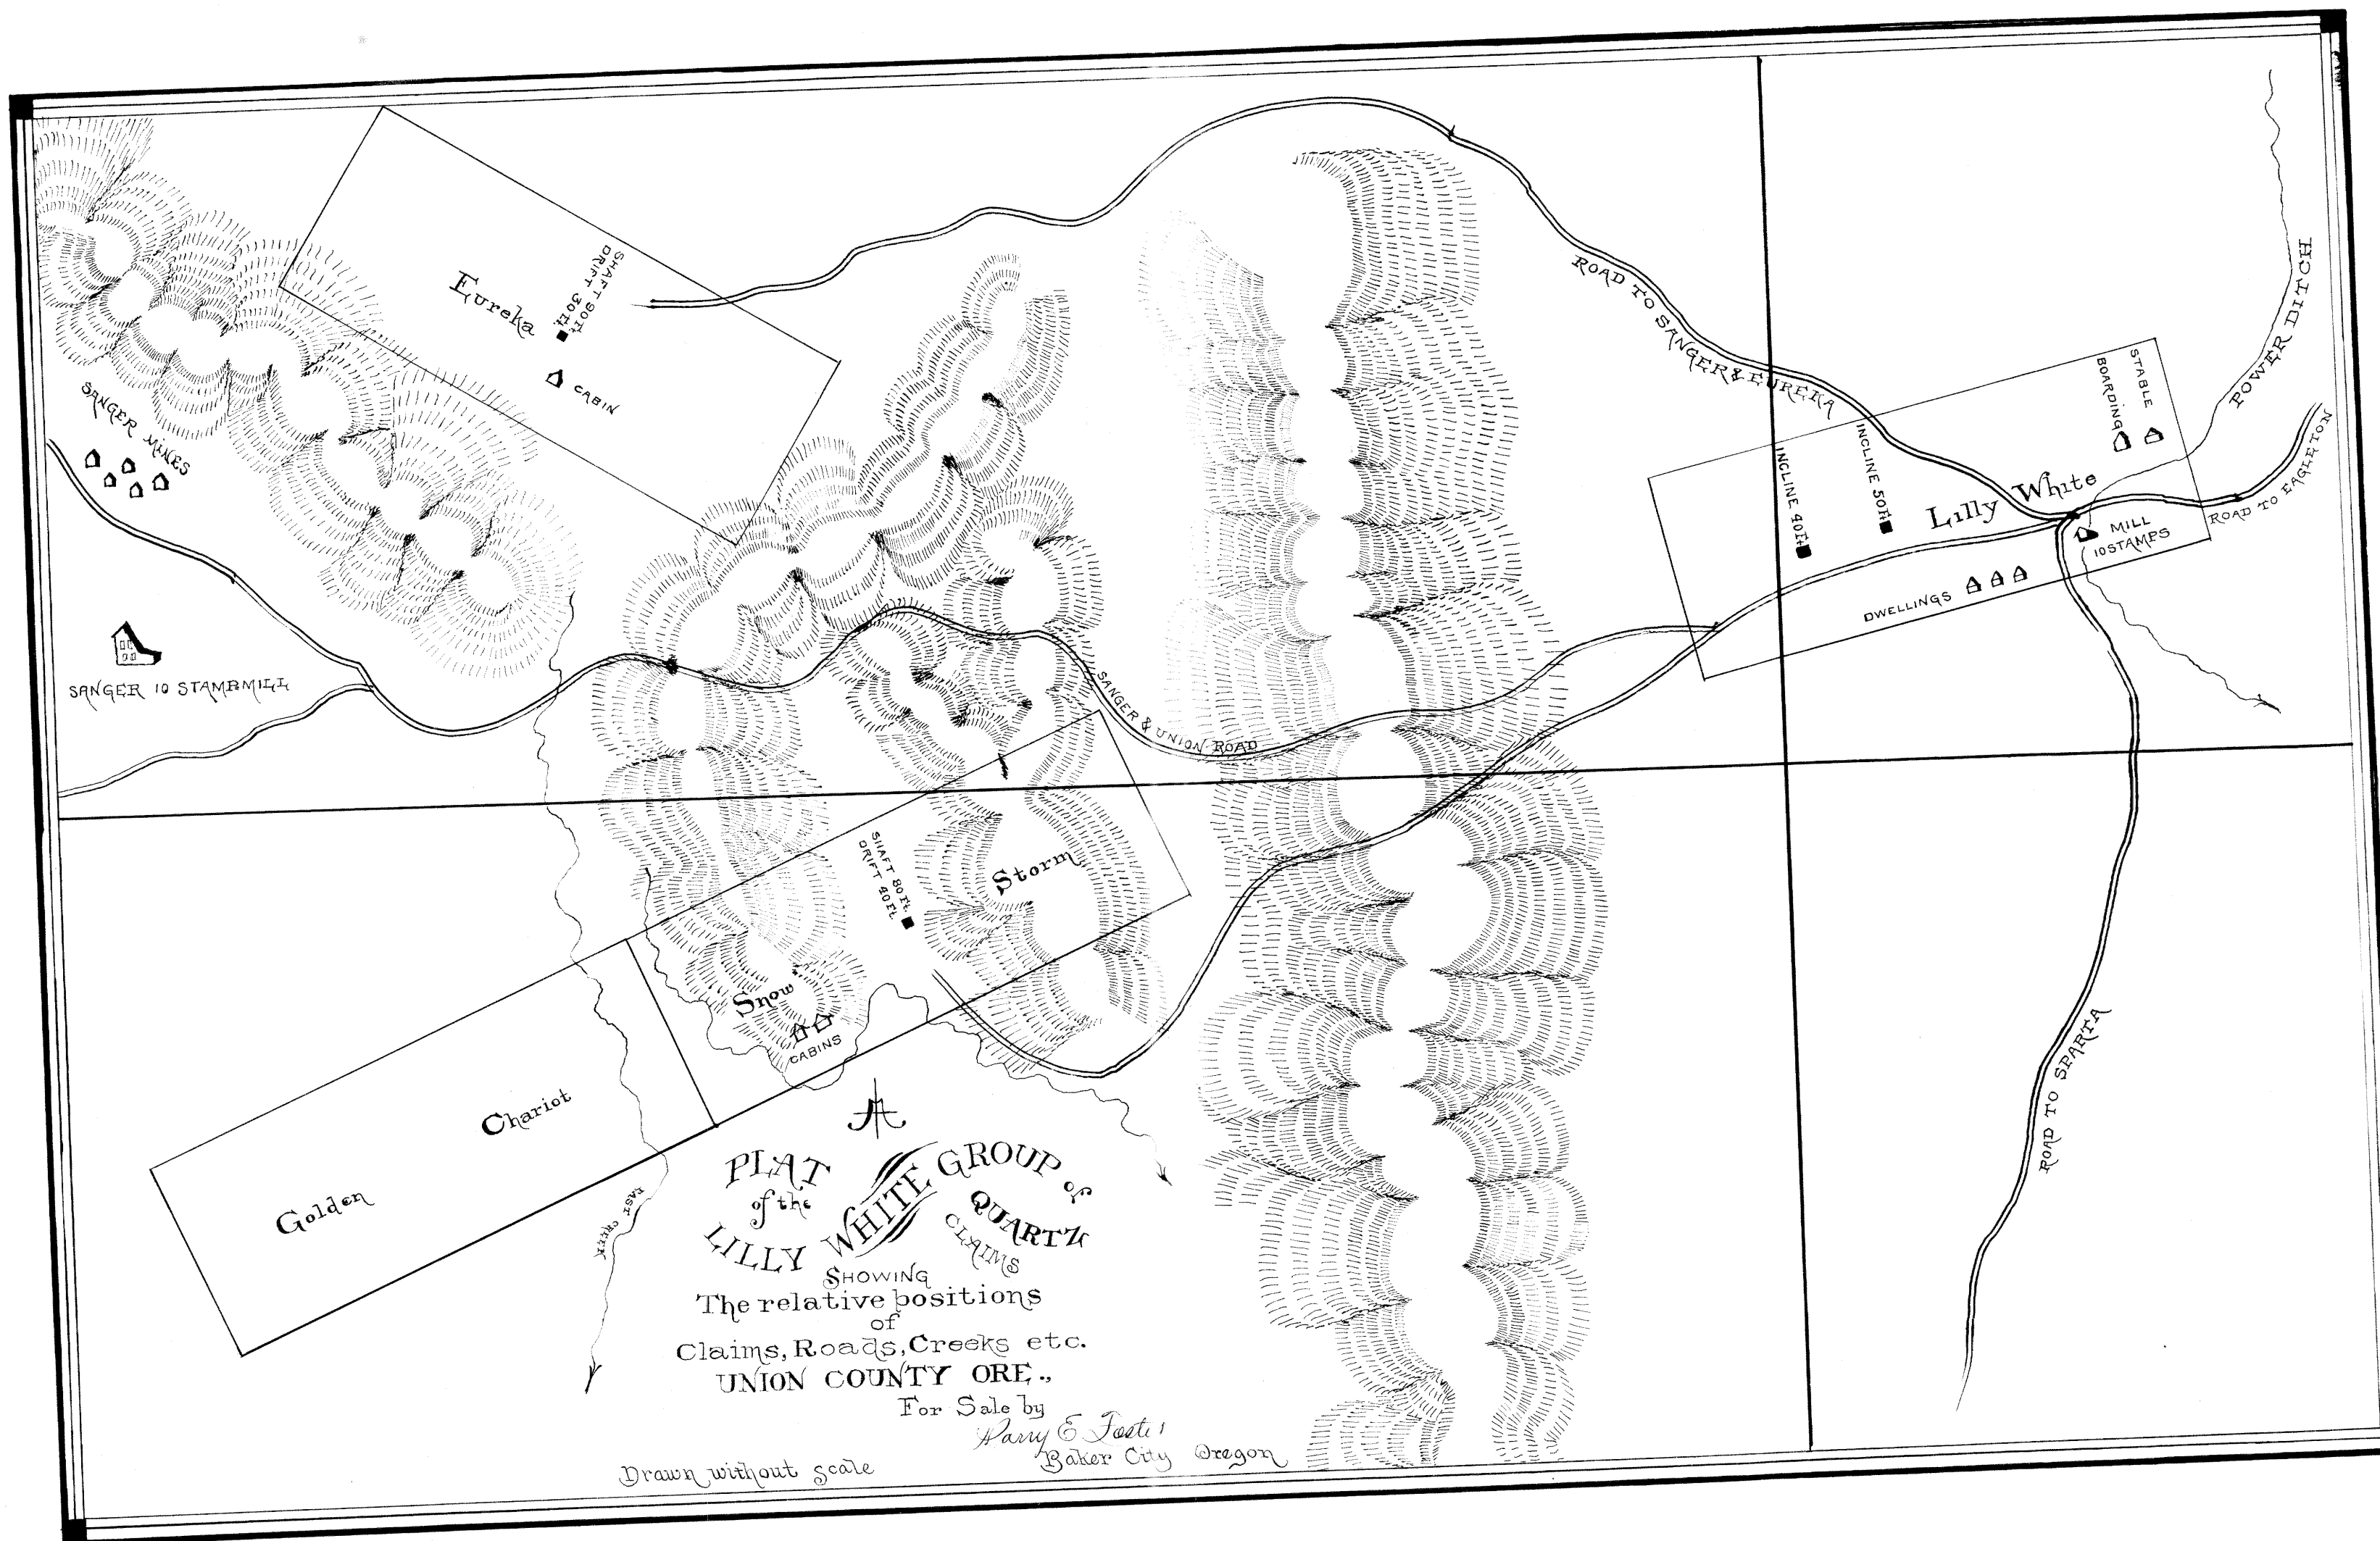 Eureka
SHAFT 90 Ft.
DRIFT 30 Ft.
CABIN
SANGER MINES
SANGER 10 STAMP MILL
ROAD TO SANGER & EUREKA
POWER DITCH
STABLE
BOARDING
INCLINE 50 Ft
INCLINE 40 Ft
Lilly White
MILL
10 STAMPS
ROAD TO EAGLETON
DWELLINGS
SANGER & UNION ROAD
SHAFT 80 Ft.
DRIFT 40 Ft.
Storm
Snow
CABINS
Golden Chariot
EAST CREEK
ROAD TO SPARTA
PLAT
of the
LILLY WHITE GROUP of
QUARTZ
CLAIMS
SHOWING
The relative positions
of
Claims, Roads, Creeks etc.
UNION COUNTY ORE.,
For Sale by
Harry E Foster
Baker City Oregon
Drawn without scale